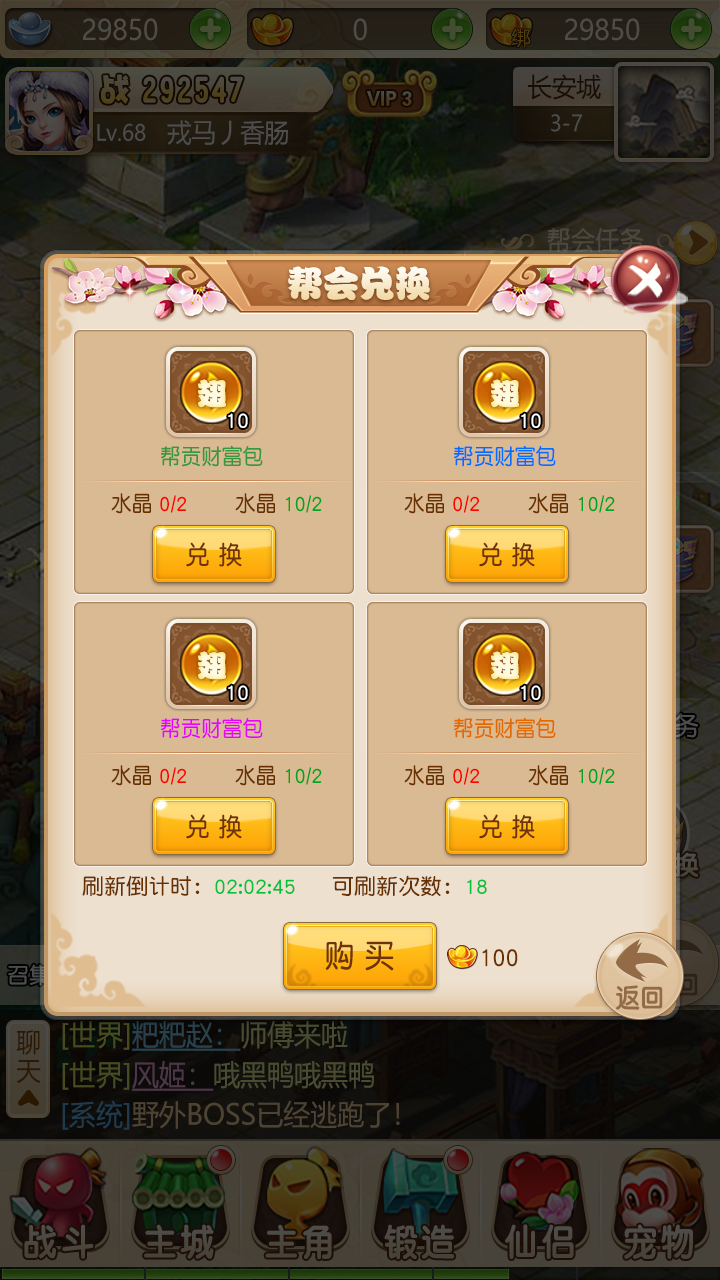 29850 0 绑 29850
战 292547 VIP 3 长安城
Lv.68 戎马丿香肠 3-7
帮会任务
帮会兑换
10 10
帮贡财富包 帮贡财富包
水晶 0/2 水晶 10/2 水晶 0/2 水晶 10/2
兑换 兑换
10 10
帮贡财富包 帮贡财富包
水晶 0/2 水晶 10/2 水晶 0/2 水晶 10/2
兑换 兑换
刷新倒计时： 02:02:45 可刷新次数： 18
购买 100
召集
返回
聊天
[世界]粑粑赵：师傅来啦
[世界]风姬：哦黑鸭哦黑鸭
[系统]野外BOSS已经逃跑了！
战斗 主城 主角 锻造 仙侣 宠物